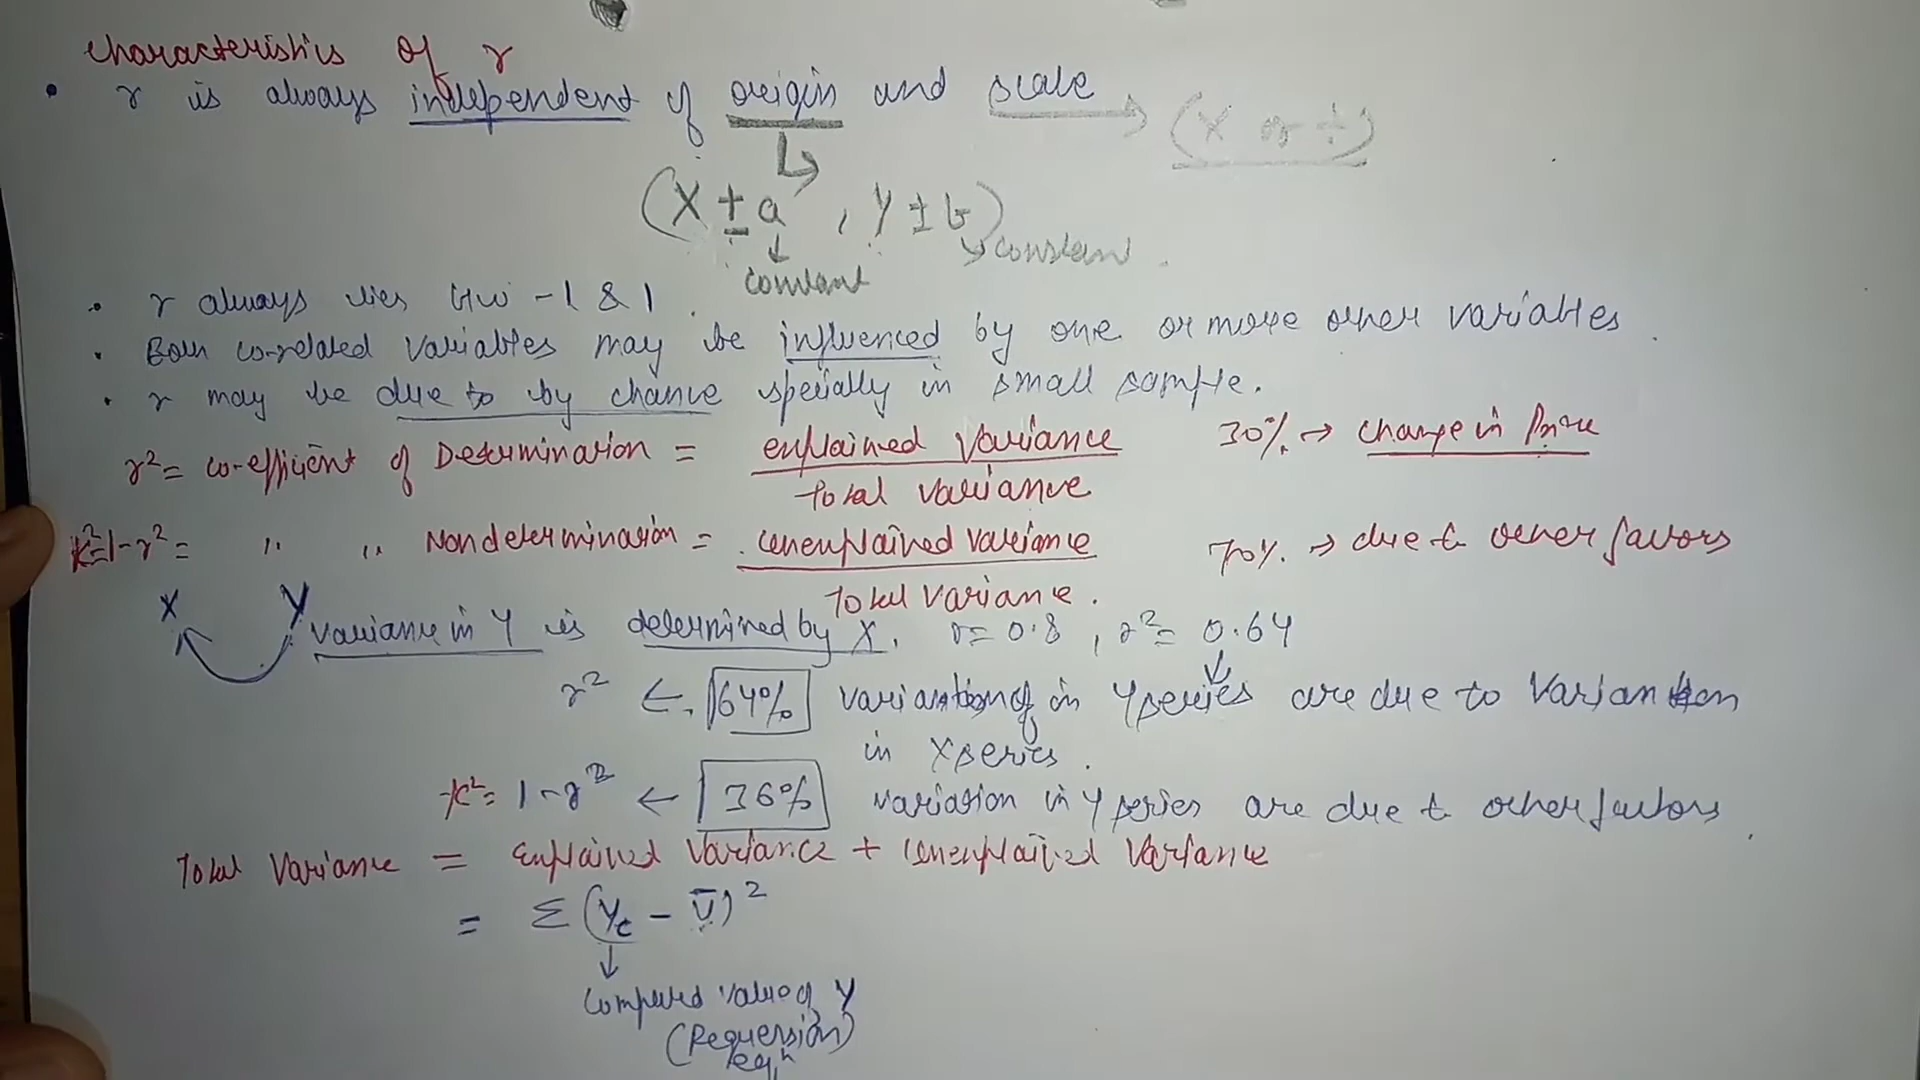 Characteristics of r
• r is always independent of origin and scale → (X or ÷)
(X ± a , Y ± b)
constant
constant
• r always lies btw -1 & 1 .
• Both co-related variables may be influenced by one or more other variables .
• r may be due to by chance specially in small sample.
r² = co-efficient of Determination = explained Variance / Total Variance
30% → change in Price
K²=1-r² = " " Nondetermination = unexplained variance / Total Variance .
70% → due to other factors
X Y
Variance in Y is determined by X. r = 0.8 , r² = 0.64
r² ← 64% variation in Y series are due to Variation
in X series .
K² = 1-r² ← 36% variation in Y series are due to other factors .
Total Variance = Explained Variance + Unexplained Variance
= Σ (Yc - Ȳ)²
Computed value of Y
(Regression
eqⁿ)